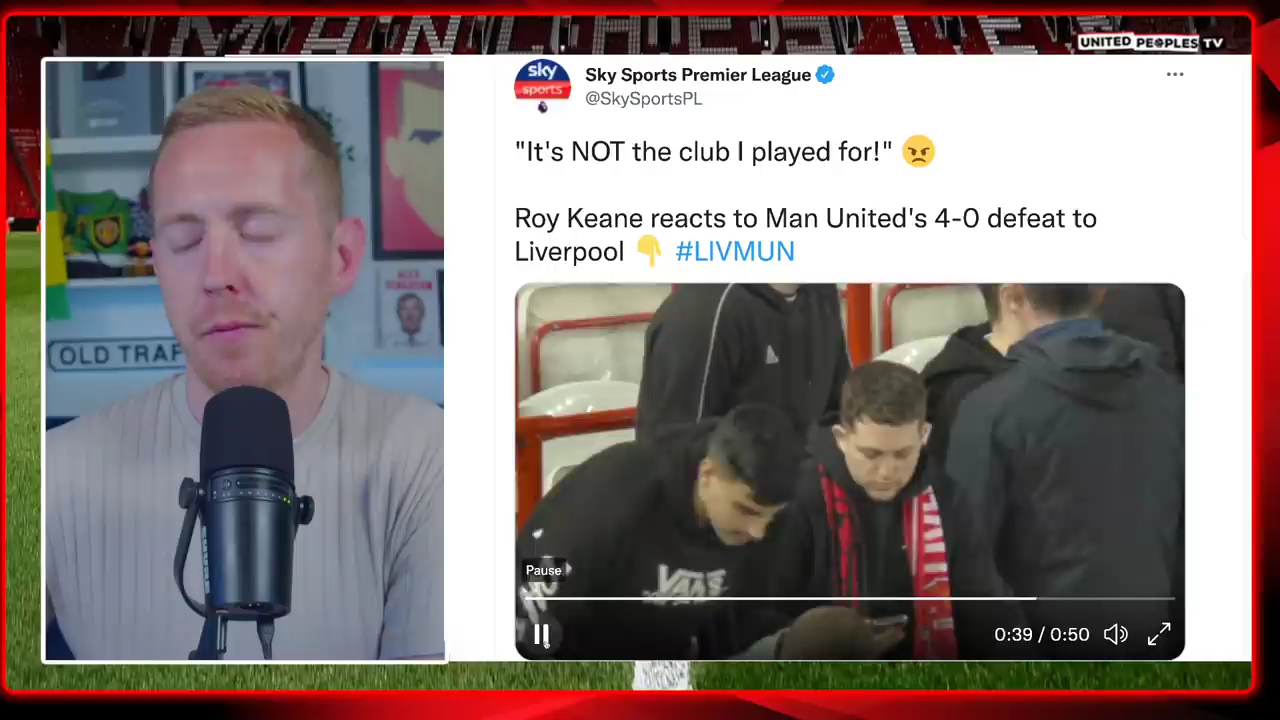 MANCHESTE
UNITED PEOPLES TV
sky
sports
Sky Sports Premier League
@SkySportsPL
"It's NOT the club I played for!" 😠
Roy Keane reacts to Man United's 4-0 defeat to
Liverpool 👇 #LIVMUN
OLD TRAF
VANS
Pause
0:39 / 0:50